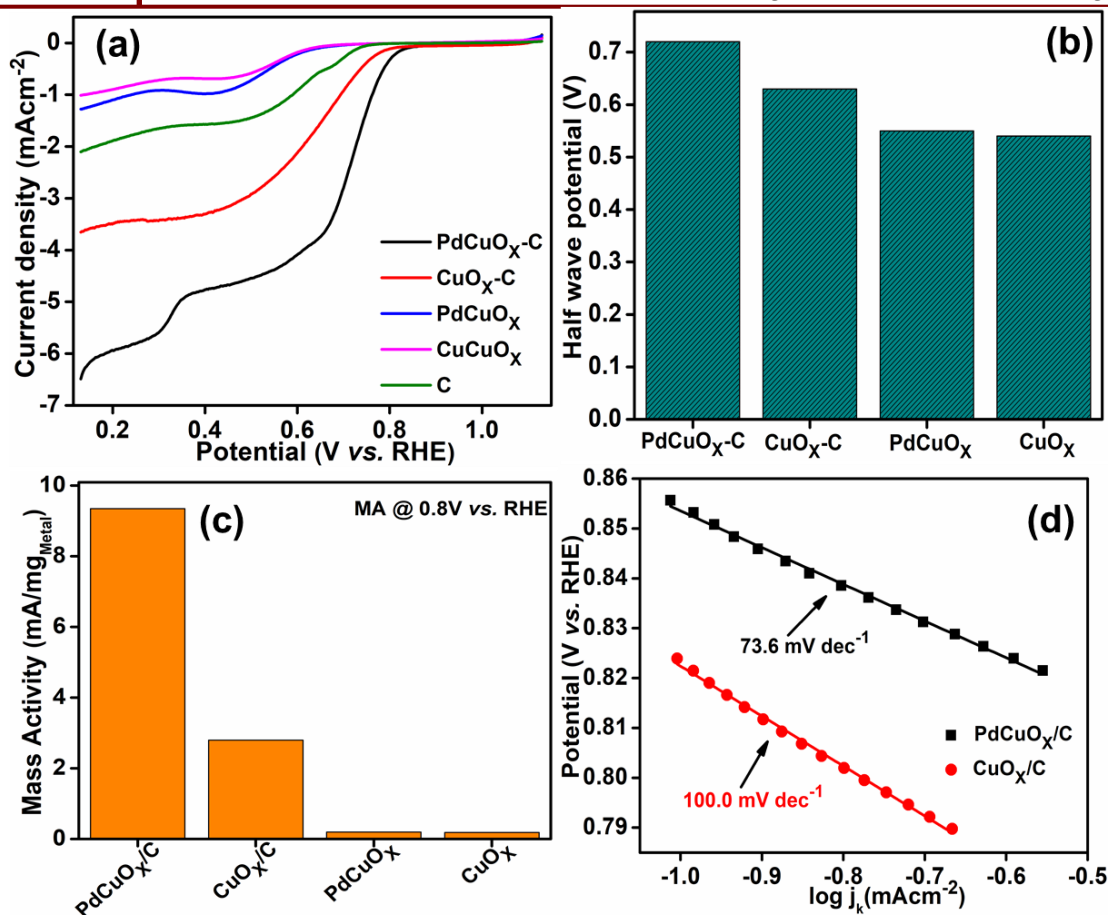 (a)
Current density (mAcm-2)
0
-1
-2
-3
-4
-5
-6
-7
PdCuOX-C
CuOX-C
PdCuOX
CuCuOX
C
0.2 0.4 0.6 0.8 1.0
Potential (V vs. RHE)
(b)
Half wave potential (V)
0.7
0.6
0.5
0.4
0.3
0.2
0.1
0.0
PdCuOX-C CuOX-C PdCuOX CuOX
(c)
MA @ 0.8V vs. RHE
Mass Activity (mA/mgMetal)
10
8
6
4
2
0
PdCuOX/C CuOX/C PdCuOX CuOX
(d)
Potential (V vs. RHE)
0.86
0.85
0.84
0.83
0.82
0.81
0.80
0.79
73.6 mV dec-1
100.0 mV dec-1
PdCuOX/C
CuOX/C
-1.0 -0.9 -0.8 -0.7 -0.6 -0.5
log jk(mAcm-2)